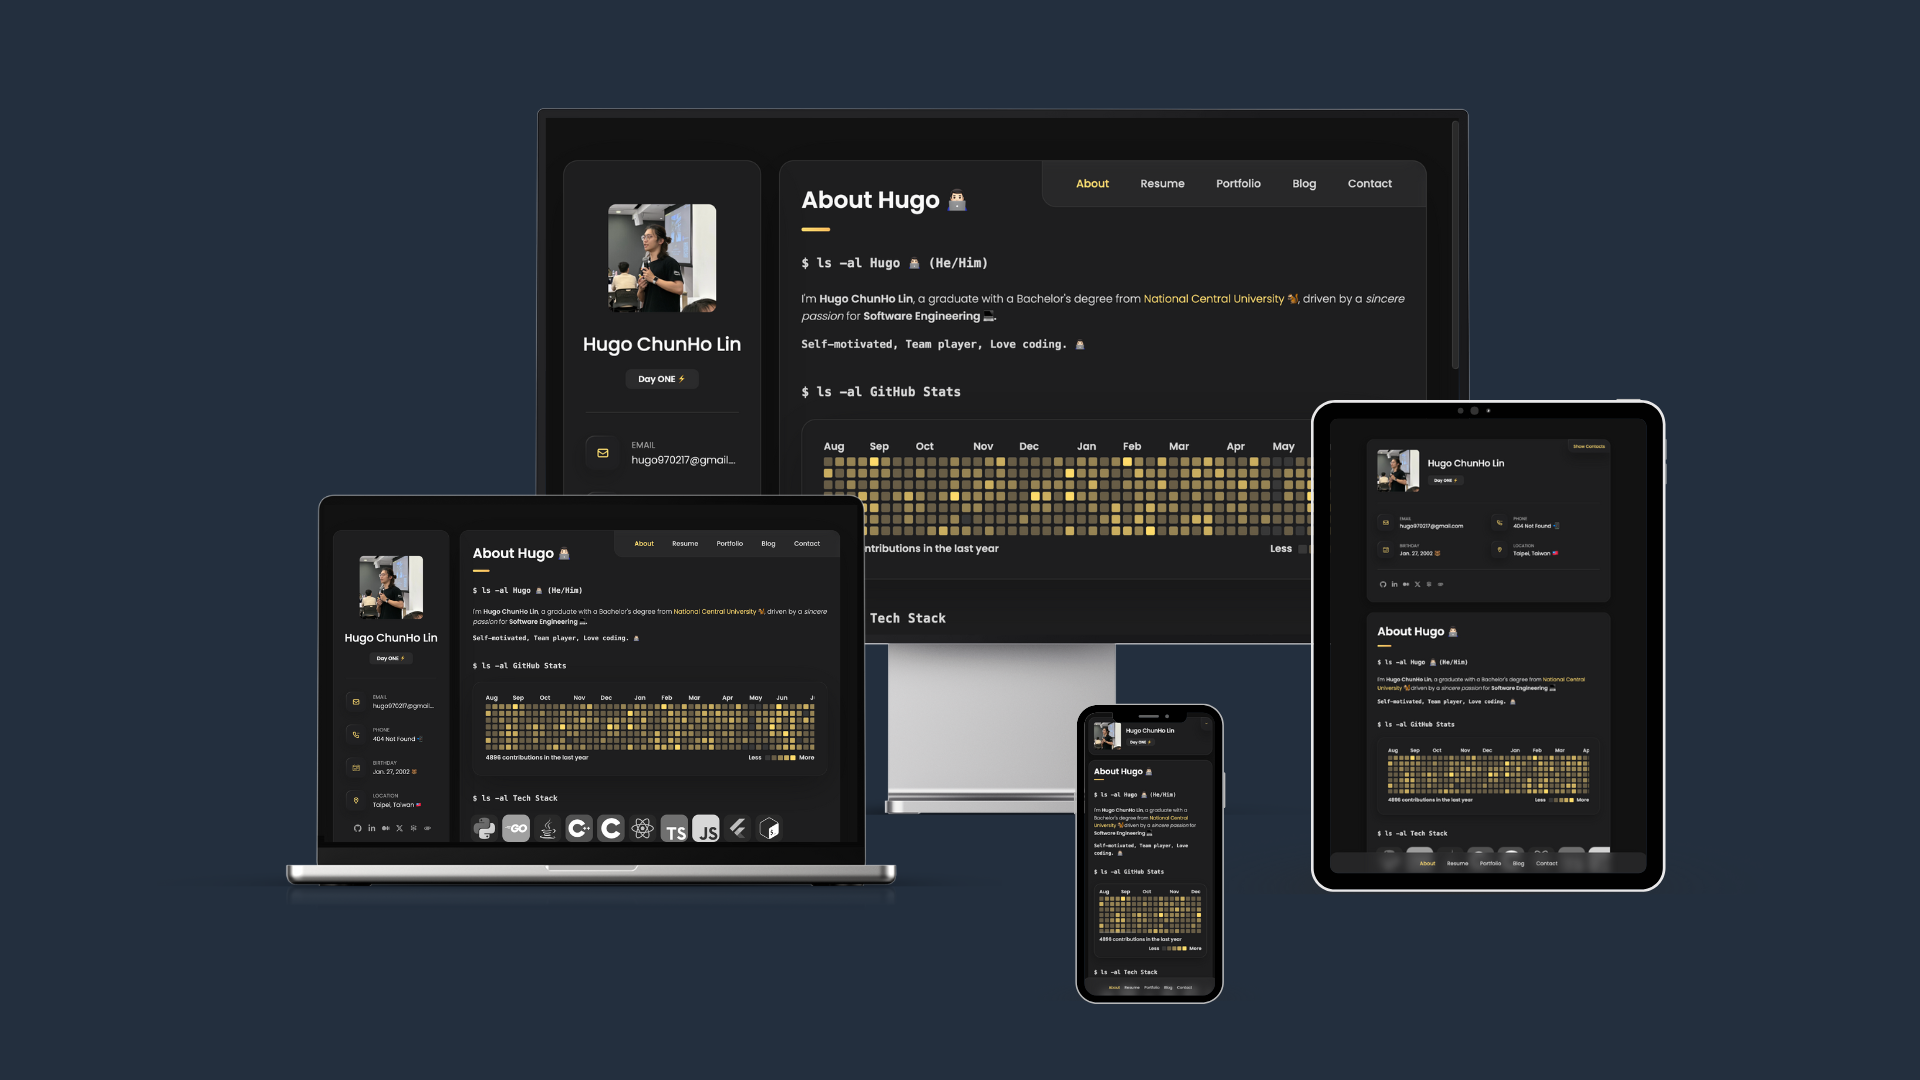 About
Resume
Portfolio
Blog
Contact
About Hugo
$ ls -al Hugo (He/Him)
I'm Hugo ChunHo Lin, a graduate with a Bachelor's degree from National Central University, driven by a sincere
passion for Software Engineering.
Self-motivated, Team player, Love coding.
$ ls -al GitHub Stats
Aug Sep Oct Nov Dec Jan Feb Mar Apr May
ntributions in the last year
Less
Tech Stack
Hugo ChunHo Lin
Day ONE
EMAIL
hugo970217@gmail...
Hugo ChunHo Lin
Day ONE
EMAIL
hugo970217@gmail...
PHONE
404 Not Found
BIRTHDAY
Jan. 27, 2002
LOCATION
Taipei, Taiwan
About Resume Portfolio Blog Contact
About Hugo
$ ls -al Hugo (He/Him)
I'm Hugo ChunHo Lin, a graduate with a Bachelor's degree from National Central University, driven by a sincere
passion for Software Engineering.
Self-motivated, Team player, Love coding.
$ ls -al GitHub Stats
Aug Sep Oct Nov Dec Jan Feb Mar Apr May Jun
4896 contributions in the last year
Less More
$ ls -al Tech Stack
GO
C++
C
TS
JS
Hugo ChunHo Lin
Day ONE
About Hugo
$ ls -al Hugo (He/Him)
I'm Hugo ChunHo Lin, a graduate with a
Bachelor's degree from National Central
University, driven by a sincere passion for
Software Engineering
Self-motivated, Team player, Love
coding.
$ ls -al GitHub Stats
Aug Sep Oct Nov Dec
4896 contributions in the last year
Less More
$ ls -al Tech Stack
About Resume Portfolio Blog Contact
Show Contacts
Hugo ChunHo Lin
Day ONE
EMAIL
hugo970217@gmail.com
PHONE
404 Not Found
BIRTHDAY
Jan. 27, 2002
LOCATION
Taipei, Taiwan
About Hugo
$ ls -al Hugo (He/Him)
I'm Hugo ChunHo Lin, a graduate with a Bachelor's degree from National Central
University, driven by a sincere passion for Software Engineering
Self-motivated, Team player, Love coding.
$ ls -al GitHub Stats
Aug Sep Oct Nov Dec Jan Feb Mar Ap
4896 contributions in the last year
Less More
$ ls -al Tech Stack
About Resume Portfolio Blog Contact